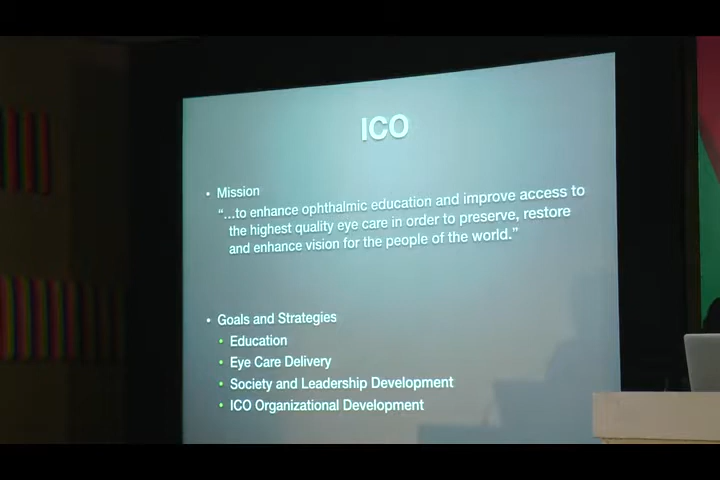 ICO
• Mission
“...to enhance ophthalmic education and improve access to
the highest quality eye care in order to preserve, restore
and enhance vision for the people of the world.”
• Goals and Strategies
• Education
• Eye Care Delivery
• Society and Leadership Development
• ICO Organizational Development